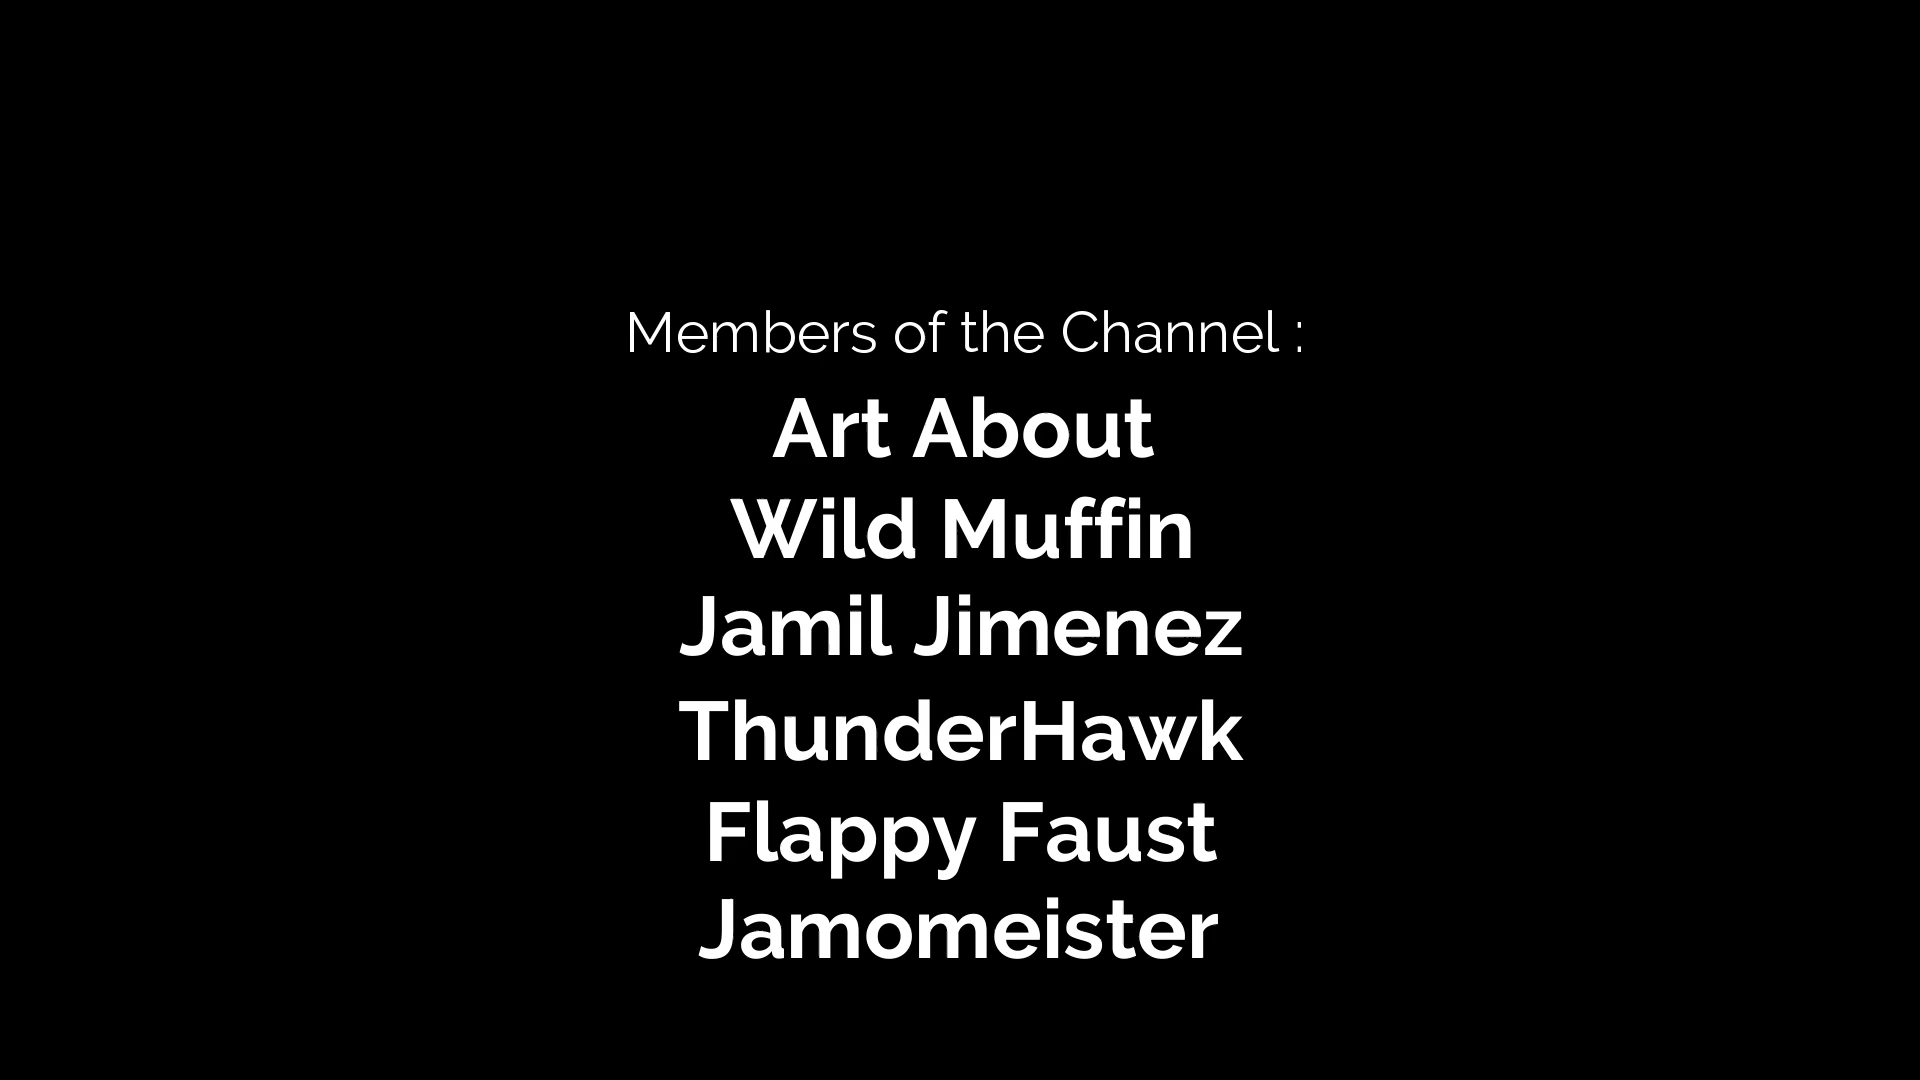 Members of the Channel :
Art About
Wild Muffin
Jamil Jimenez
ThunderHawk
Flappy Faust
Jamomeister